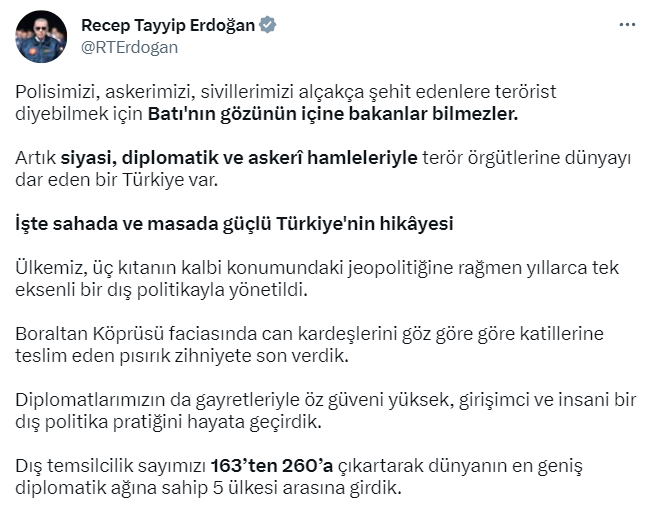 Recep Tayyip Erdoğan
@RTErdogan
Polisimizi, askerimizi, sivillerimizi alçakça şehit edenlere terörist
diyebilmek için Batı'nın gözünün içine bakanlar bilmezler.
Artık siyasi, diplomatik ve askerî hamleleriyle terör örgütlerine dünyayı
dar eden bir Türkiye var.
İşte sahada ve masada güçlü Türkiye'nin hikâyesi
Ülkemiz, üç kıtanın kalbi konumundaki jeopolitiğine rağmen yıllarca tek
eksenli bir dış politikayla yönetildi.
Boraltan Köprüsü faciasında can kardeşlerini göz göre göre katillerine
teslim eden pısırık zihniyete son verdik.
Diplomatlarımızın da gayretleriyle öz güveni yüksek, girişimci ve insani bir
dış politika pratiğini hayata geçirdik.
Dış temsilcilik sayımızı 163’ten 260’a çıkartarak dünyanın en geniş
diplomatik ağına sahip 5 ülkesi arasına girdik.